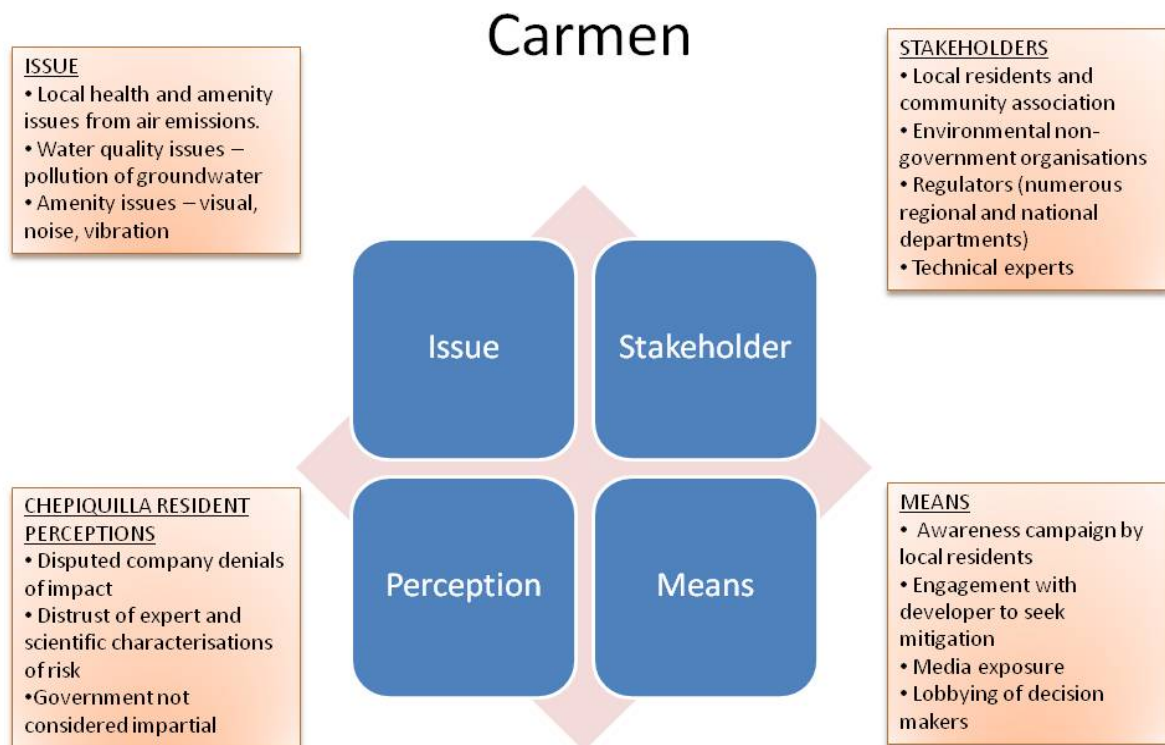 Carmen
ISSUE
• Local health and amenity
issues from air emissions.
• Water quality issues –
pollution of groundwater
• Amenity issues – visual,
noise, vibration
STAKEHOLDERS
• Local residents and
community association
• Environmental non-
government organisations
• Regulators (numerous
regional and national
departments)
• Technical experts
Issue
Stakeholder
Perception
Means
CHEPIQUILLA RESIDENT
PERCEPTIONS
• Disputed company denials
of impact
• Distrust of expert and
scientific characterisations
of risk
•Government not
considered impartial
MEANS
• Awareness campaign by
local residents
• Engagement with
developer to seek
mitigation
• Media exposure
• Lobbying of decision
makers